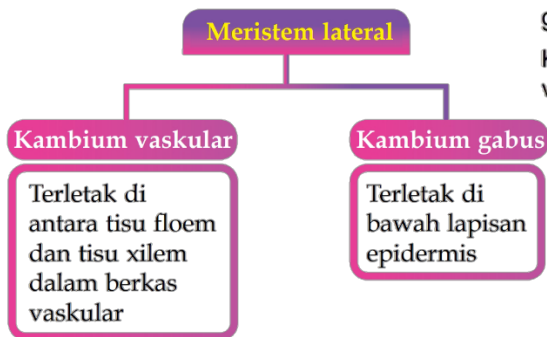 Meristem lateral
Kambium vaskular
Terletak di
antara tisu floem
dan tisu xilem
dalam berkas
vaskular
Kambium gabus
Terletak di
bawah lapisan
epidermis